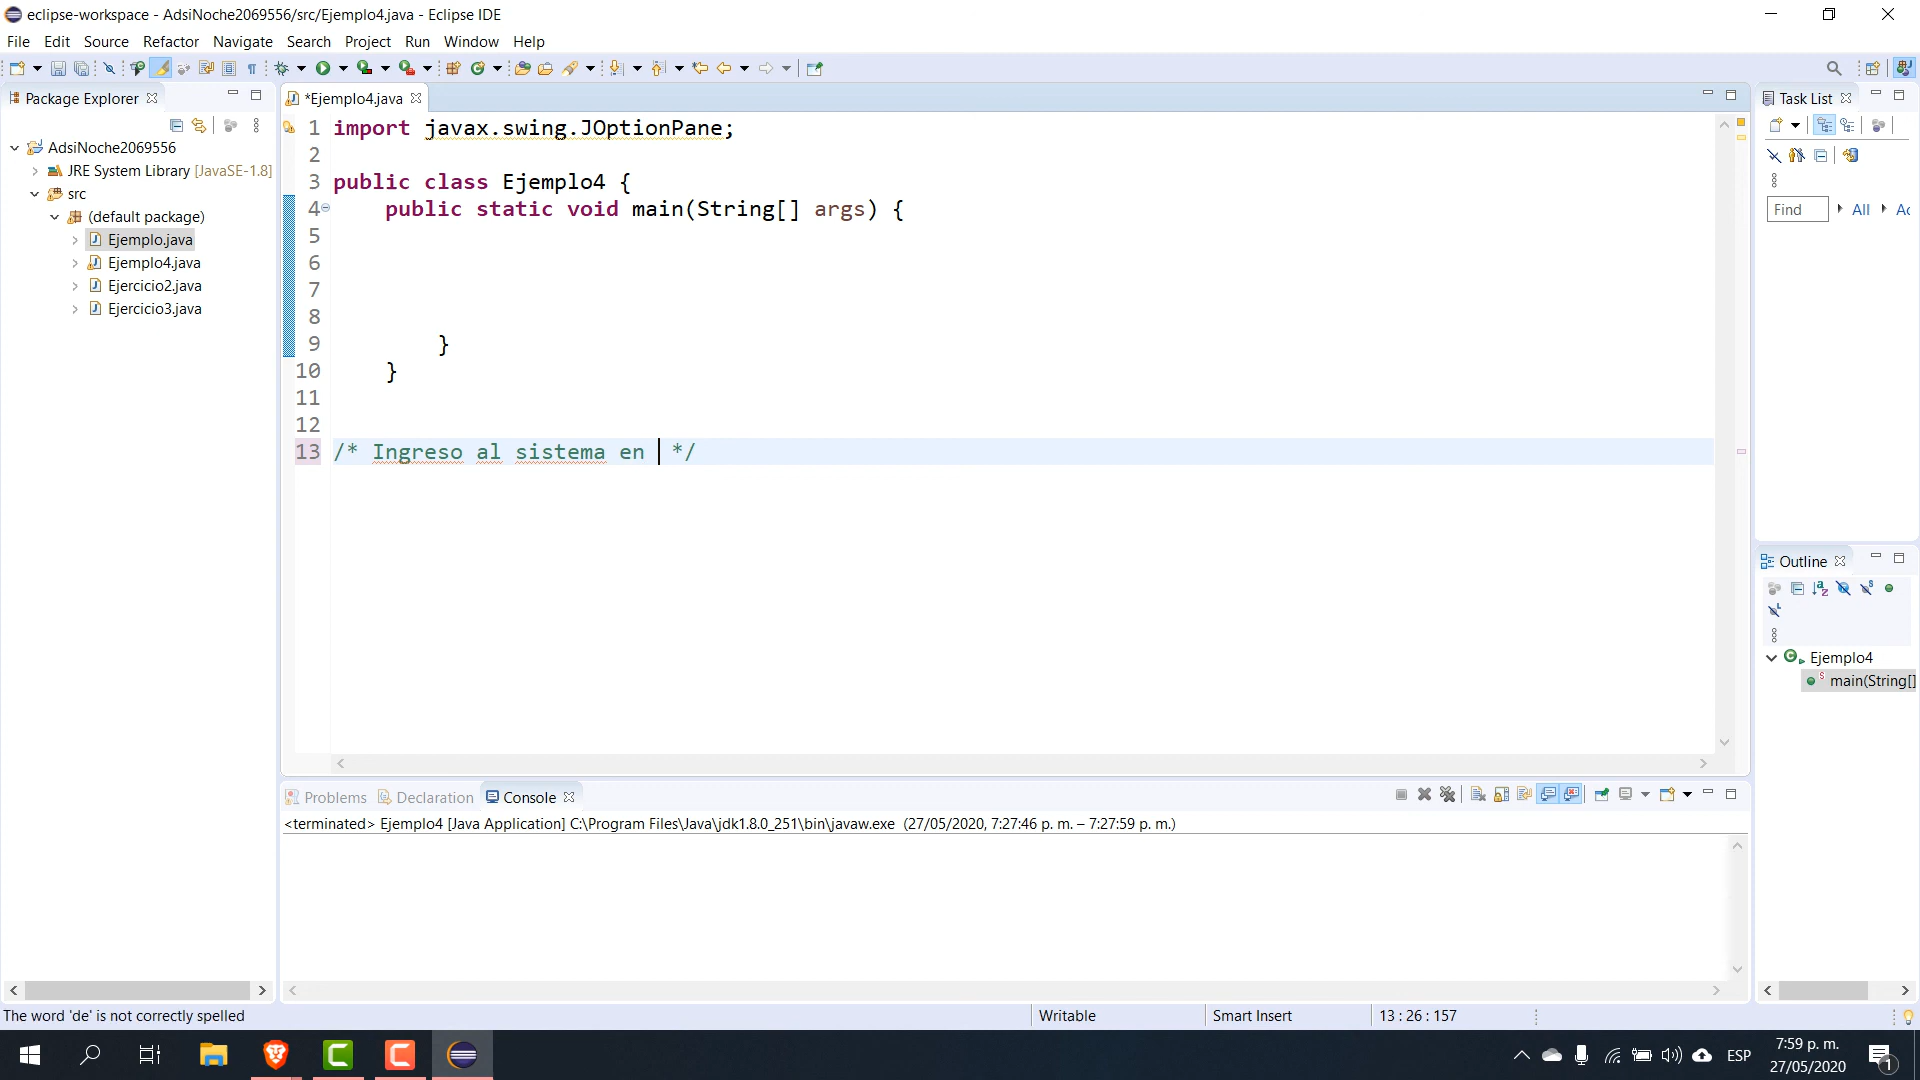 eclipse-workspace - AdsiNoche2069556/src/Ejemplo4.java - Eclipse IDE
File Edit Source Refactor Navigate Search Project Run Window Help
Package Explorer
AdsiNoche2069556
JRE System Library [JavaSE-1.8]
src
(default package)
Ejemplo.java
Ejemplo4.java
Ejercicio2.java
Ejercicio3.java
*Ejemplo4.java
1 import javax.swing.JOptionPane;
2
3 public class Ejemplo4 {
4 public static void main(String[] args) {
5
6
7
8
9 }
10 }
11
12
13 /* Ingreso al sistema en */
Task List
Find All Ac
Outline
Ejemplo4
main(String[]
Problems Declaration Console
<terminated> Ejemplo4 [Java Application] C:\Program Files\Java\jdk1.8.0_251\bin\javaw.exe (27/05/2020, 7:27:46 p. m. – 7:27:59 p. m.)
The word 'de' is not correctly spelled
Writable
Smart Insert
13 : 26 : 157
ESP
7:59 p. m.
27/05/2020
1